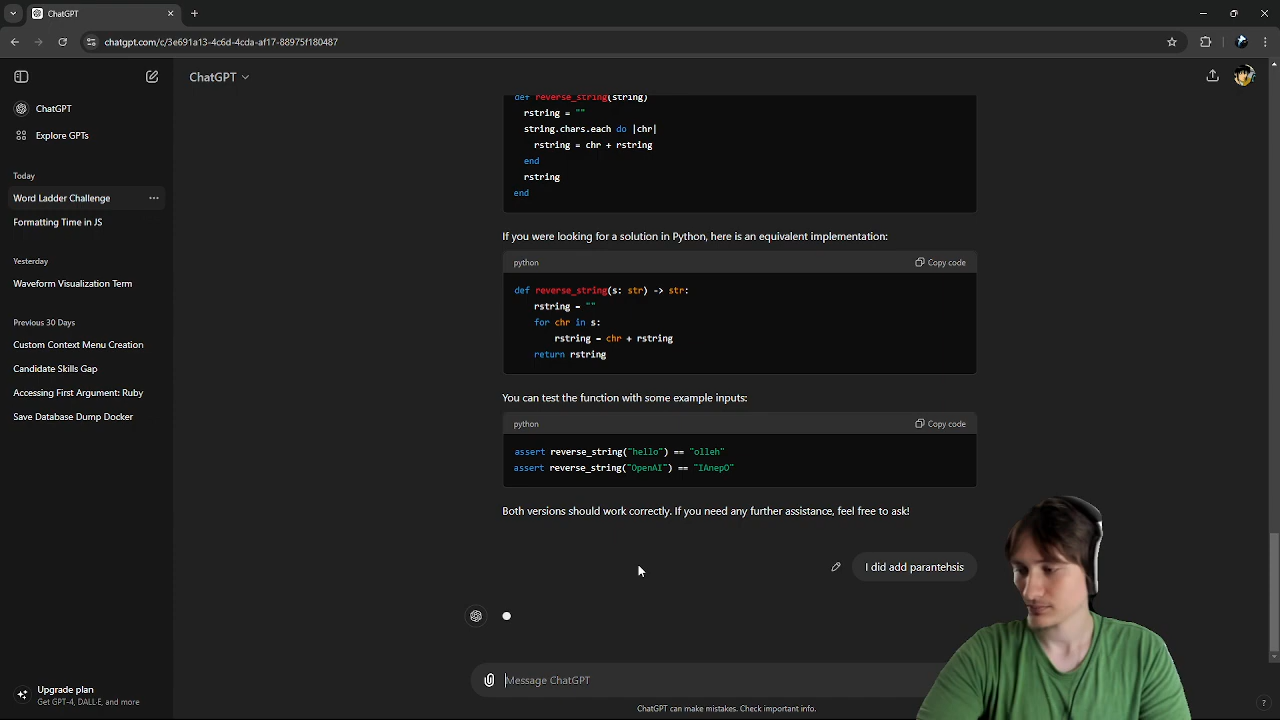 ChatGPT
chatgpt.com/c/3e691a13-4c6d-4cda-af17-88975f180487
ChatGPT
ChatGPT
Explore GPTs
Today
Word Ladder Challenge
Formatting Time in JS
Yesterday
Waveform Visualization Term
Previous 30 Days
Custom Context Menu Creation
Candidate Skills Gap
Accessing First Argument: Ruby
Save Database Dump Docker
Upgrade plan
Get GPT-4, DALL·E, and more
def reverse_string(string)
rstring = ""
string.chars.each do |chr|
rstring = chr + rstring
end
rstring
end
If you were looking for a solution in Python, here is an equivalent implementation:
python
Copy code
def reverse_string(s: str) -> str:
rstring = ""
for chr in s:
rstring = chr + rstring
return rstring
You can test the function with some example inputs:
python
Copy code
assert reverse_string("hello") == "olleh"
assert reverse_string("OpenAI") == "IAnepO"
Both versions should work correctly. If you need any further assistance, feel free to ask!
I did add parantehsis
Message ChatGPT
ChatGPT can make mistakes. Check important info.
?